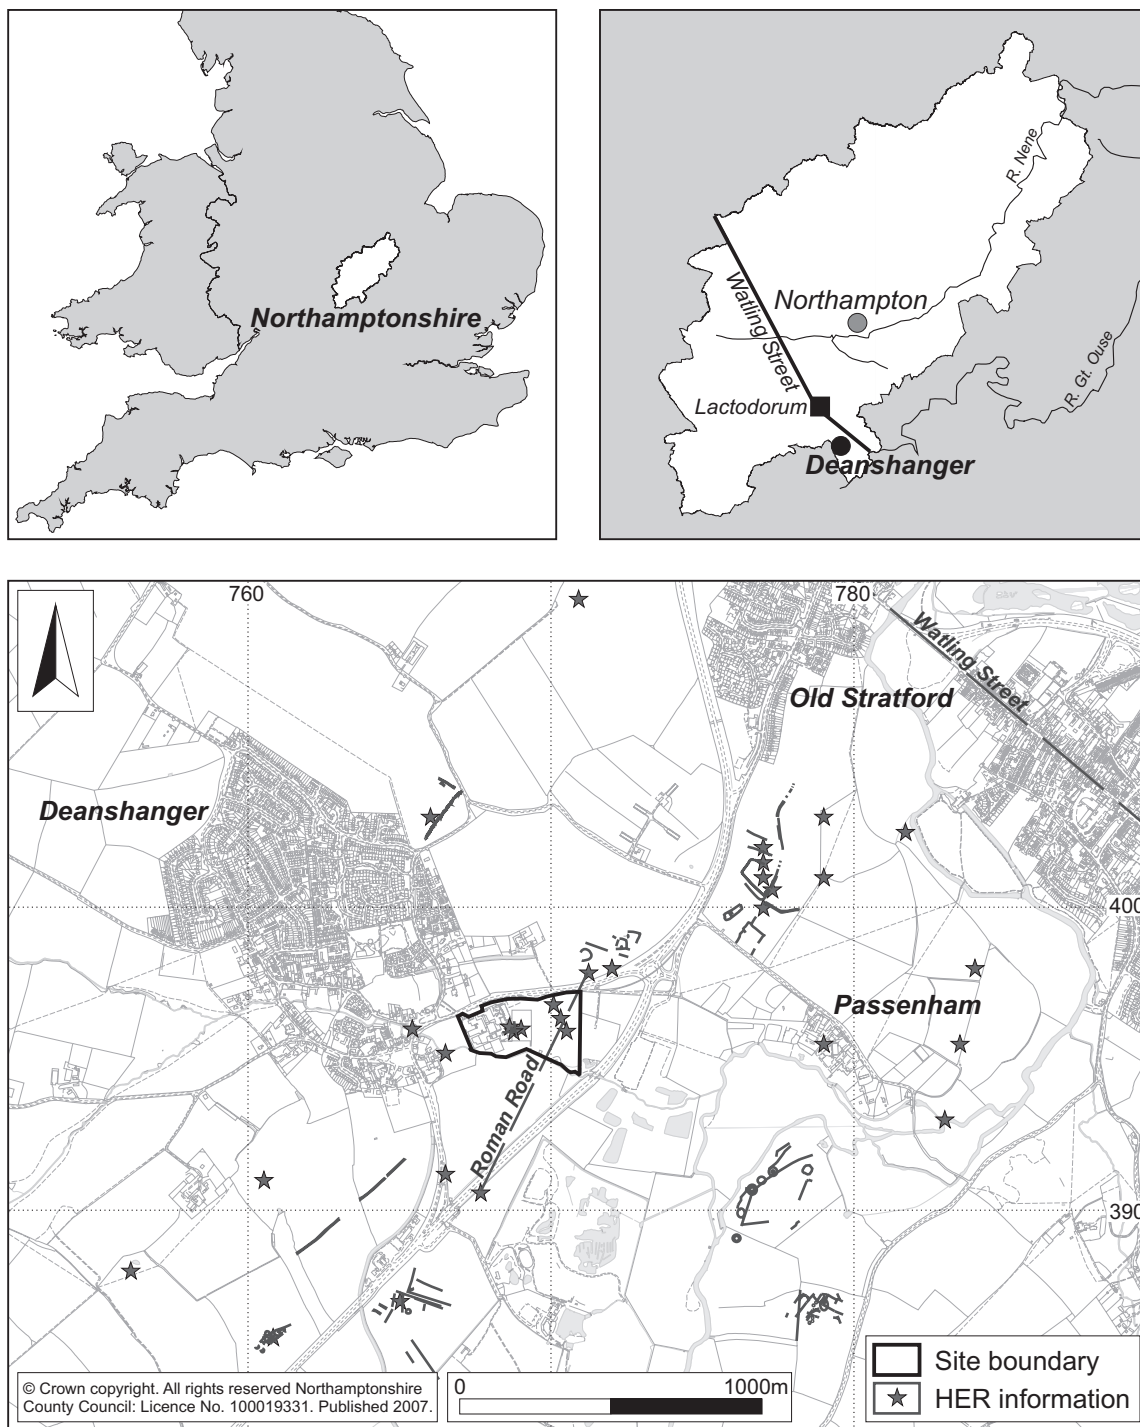 Northamptonshire
R. Nene
Northampton
Watling Street
R. Gt. Ouse
Lactodorum
Deanshanger
760
780
Watling Street
Old Stratford
Deanshanger
400
Passenham
Roman Road
390
Site boundary
HER information
© Crown copyright. All rights reserved Northamptonshire
County Council: Licence No. 100019331. Published 2007.
0
1000m